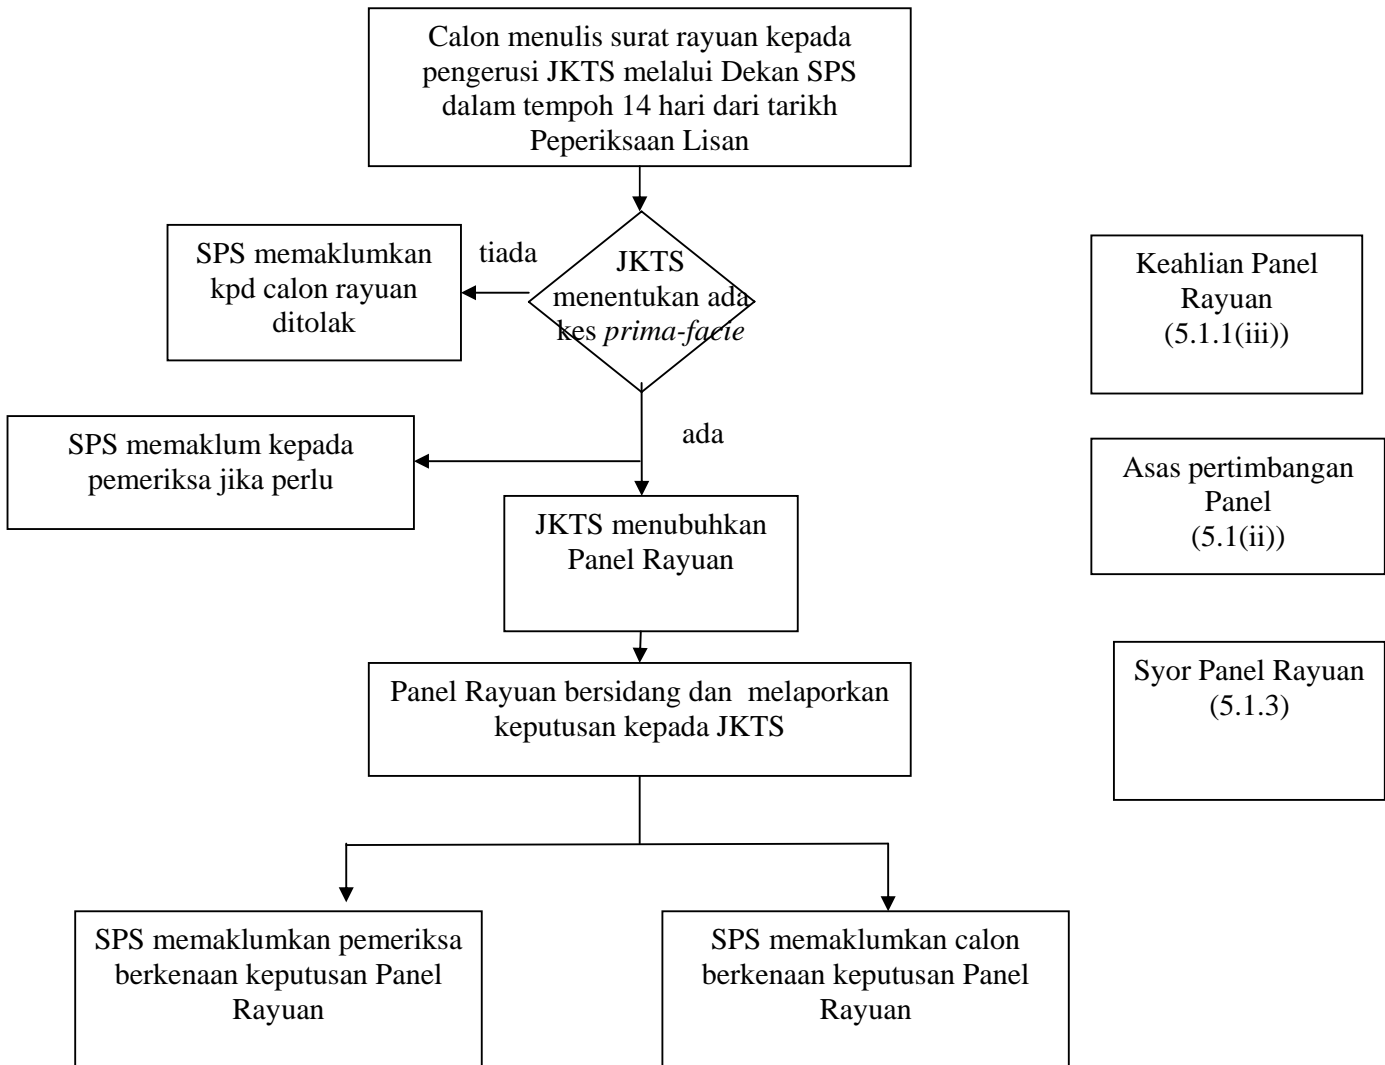 Calon menulis surat rayuan kepada
pengerusi JKTS melalui Dekan SPS
dalam tempoh 14 hari dari tarikh
Peperiksaan Lisan
SPS memaklumkan
kpd calon rayuan
ditolak
tiada
JKTS
menentukan ada
kes prima-facie
Keahlian Panel
Rayuan
(5.1.1(iii))
SPS memaklum kepada
pemeriksa jika perlu
ada
Asas pertimbangan
Panel
(5.1(ii))
JKTS menubuhkan
Panel Rayuan
Panel Rayuan bersidang dan  melaporkan
keputusan kepada JKTS
Syor Panel Rayuan
(5.1.3)
SPS memaklumkan pemeriksa
berkenaan keputusan Panel
Rayuan
SPS memaklumkan calon
berkenaan keputusan Panel
Rayuan